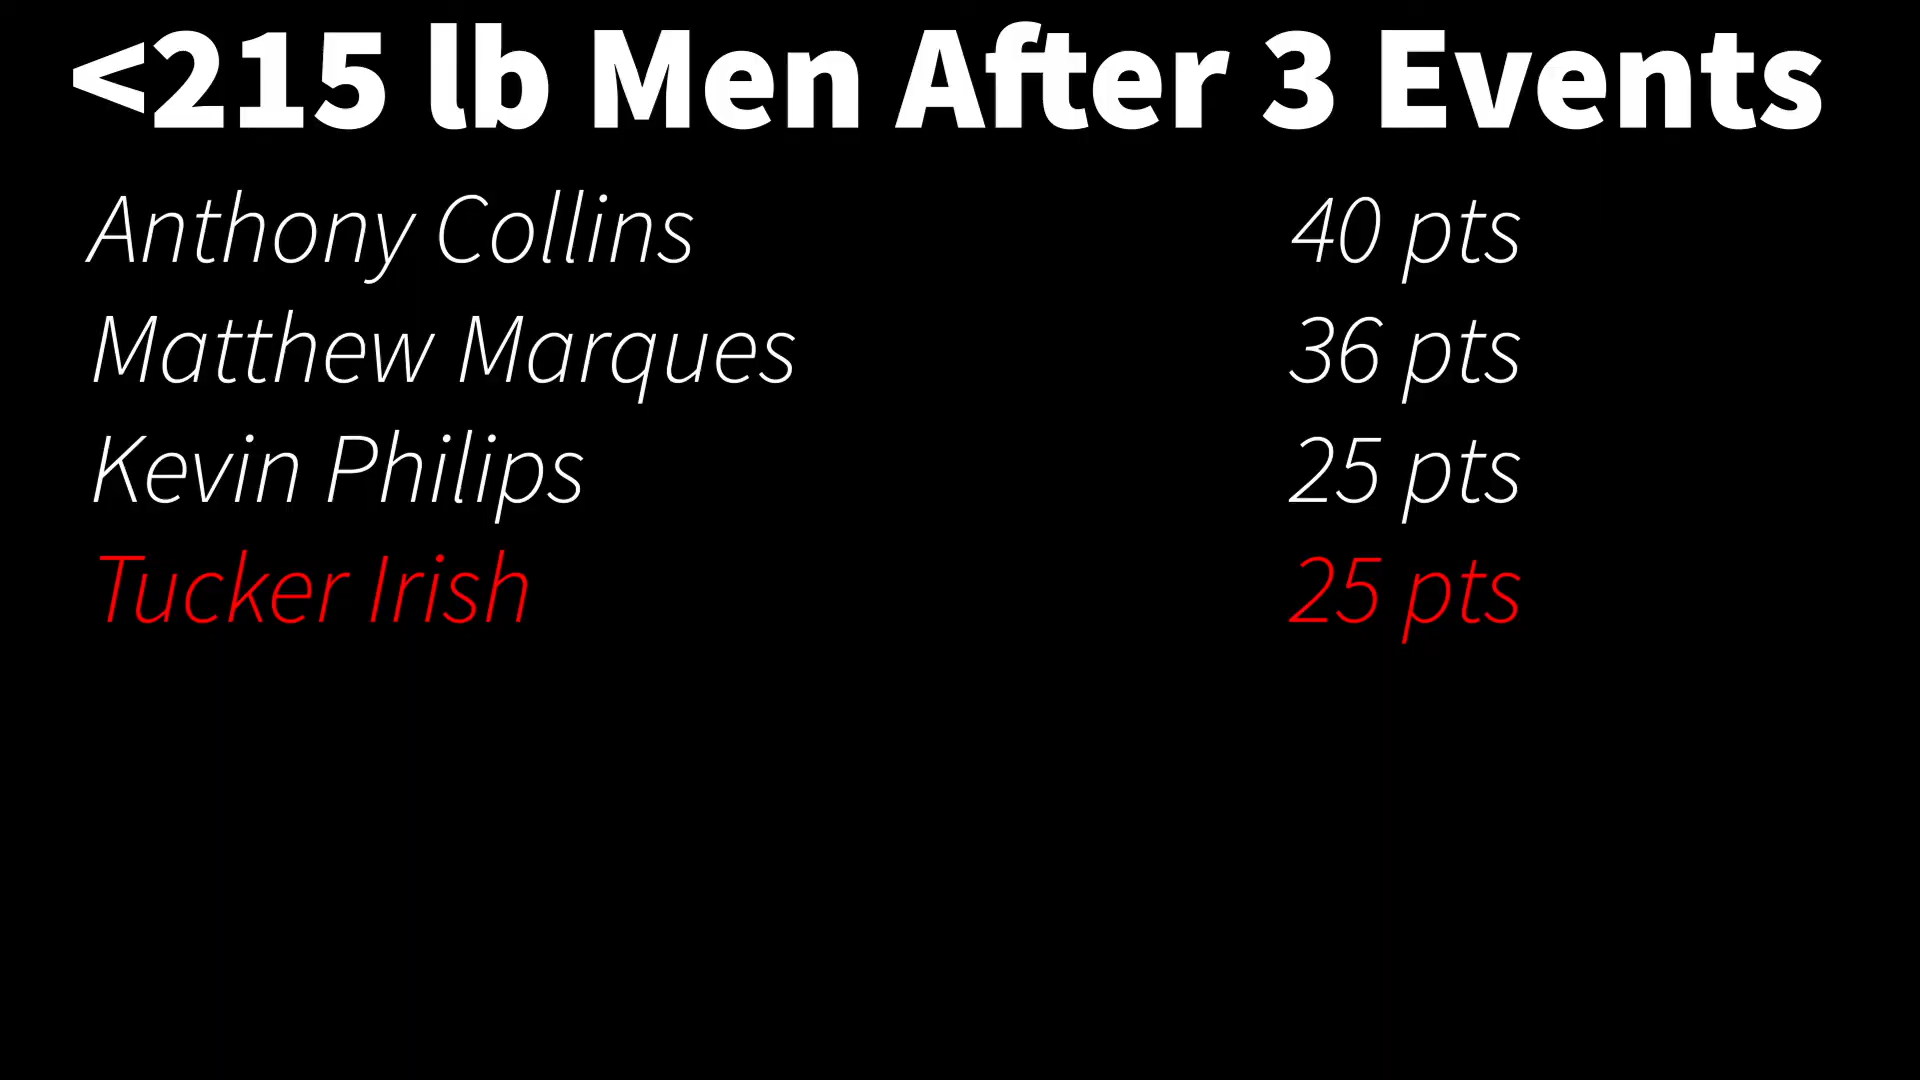 <215 lb Men After 3 Events
Anthony Collins 40 pts
Matthew Marques 36 pts
Kevin Philips 25 pts
Tucker Irish 25 pts